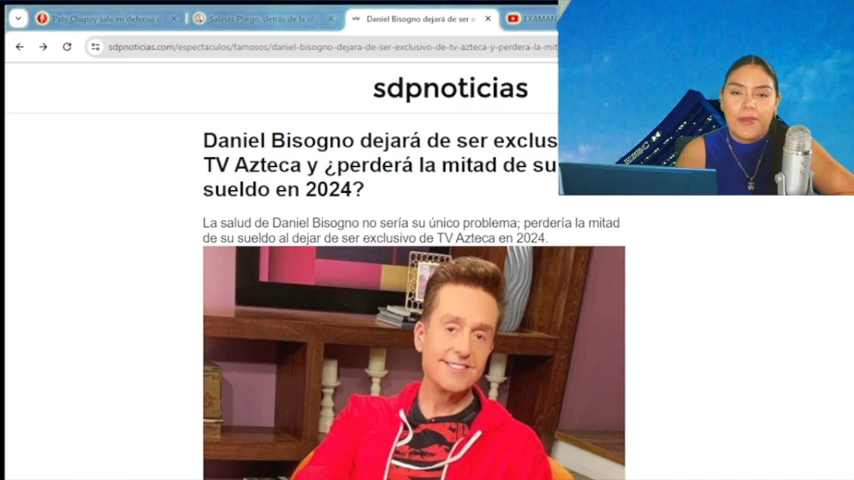 Paty Chapoy sale en defensa d
Salinas Pliego, detrás de la úl
Daniel Bisogno dejará de ser e
EXAMAN
sdpnoticias.com/espectaculos/famosos/daniel-bisogno-dejara-de-ser-exclusivo-de-tv-azteca-y-perdera-la-mit
sdpnoticias
Daniel Bisogno dejará de ser exclus
TV Azteca y ¿perderá la mitad de su
sueldo en 2024?
La salud de Daniel Bisogno no sería su único problema; perdería la mitad
de su sueldo al dejar de ser exclusivo de TV Azteca en 2024.